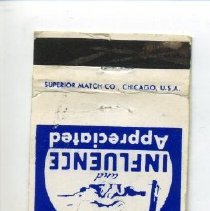 SUPERIOR MATCH CO., CHICAGO, U.S.A.
and
INFLUENCE
Appreciated